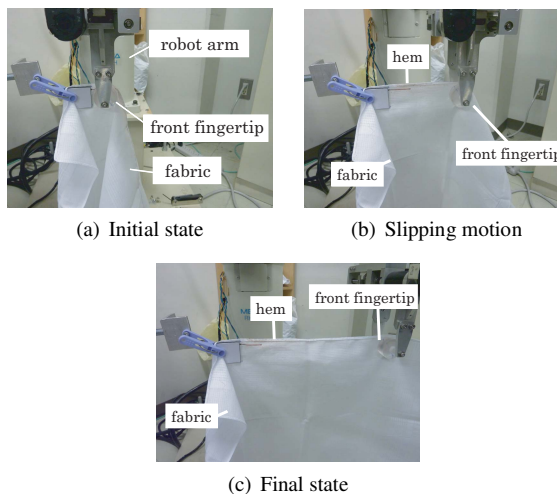 robot arm
front fingertip
fabric
(a) Initial state
hem
front fingertip
fabric
(b) Slipping motion
hem
front fingertip
fabric
(c) Final state